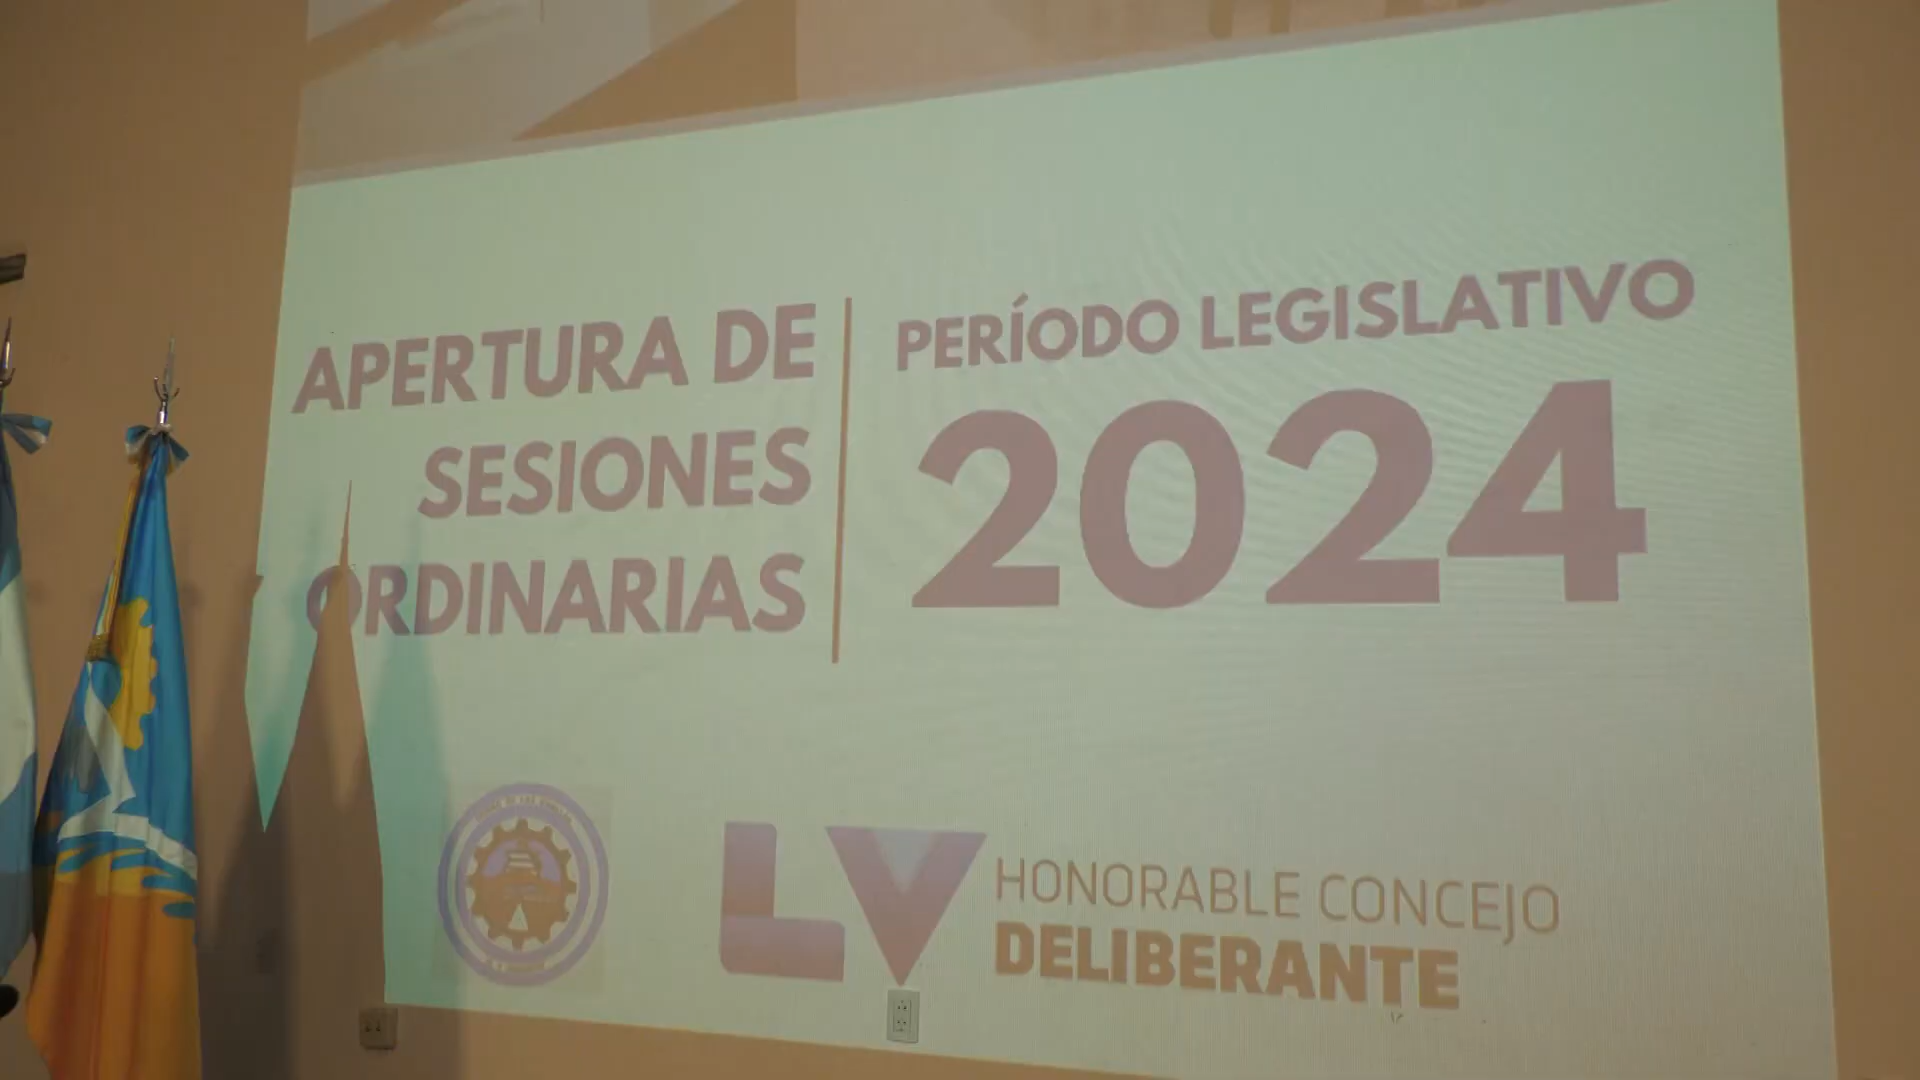 APERTURA DE
SESIONES
ORDINARIAS
PERÍODO LEGISLATIVO
2024
LV
HONORABLE CONCEJO
DELIBERANTE